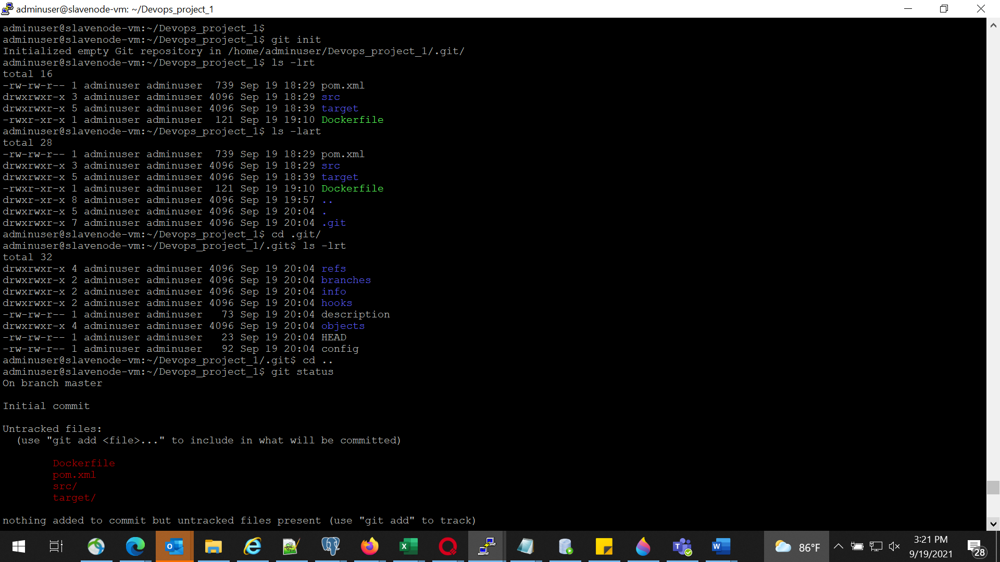 adminuser@slavenode-vm: ~/Devops_project_1
adminuser@slavenode-vm:~/Devops_project_1$
adminuser@slavenode-vm:~/Devops_project_1$ git init
Initialized empty Git repository in /home/adminuser/Devops_project_1/.git/
adminuser@slavenode-vm:~/Devops_project_1$ ls -lrt
total 16
-rw-rw-r-- 1 adminuser adminuser  739 Sep 19 18:29 pom.xml
drwxrwxr-x 3 adminuser adminuser 4096 Sep 19 18:29 src
drwxrwxr-x 5 adminuser adminuser 4096 Sep 19 18:39 target
-rwxr-xr-x 1 adminuser adminuser  121 Sep 19 19:10 Dockerfile
adminuser@slavenode-vm:~/Devops_project_1$ ls -lart
total 28
-rw-rw-r-- 1 adminuser adminuser  739 Sep 19 18:29 pom.xml
drwxrwxr-x 3 adminuser adminuser 4096 Sep 19 18:29 src
drwxrwxr-x 5 adminuser adminuser 4096 Sep 19 18:39 target
-rwxr-xr-x 1 adminuser adminuser  121 Sep 19 19:10 Dockerfile
drwxr-xr-x 8 adminuser adminuser 4096 Sep 19 19:57 ..
drwxrwxr-x 5 adminuser adminuser 4096 Sep 19 20:04 .
drwxrwxr-x 7 adminuser adminuser 4096 Sep 19 20:04 .git
adminuser@slavenode-vm:~/Devops_project_1$ cd .git/
adminuser@slavenode-vm:~/Devops_project_1/.git$ ls -lrt
total 32
drwxrwxr-x 4 adminuser adminuser 4096 Sep 19 20:04 refs
drwxrwxr-x 2 adminuser adminuser 4096 Sep 19 20:04 branches
drwxrwxr-x 2 adminuser adminuser 4096 Sep 19 20:04 info
drwxrwxr-x 2 adminuser adminuser 4096 Sep 19 20:04 hooks
-rw-rw-r-- 1 adminuser adminuser   73 Sep 19 20:04 description
drwxrwxr-x 4 adminuser adminuser 4096 Sep 19 20:04 objects
-rw-rw-r-- 1 adminuser adminuser   23 Sep 19 20:04 HEAD
-rw-rw-r-- 1 adminuser adminuser   92 Sep 19 20:04 config
adminuser@slavenode-vm:~/Devops_project_1/.git$ cd ..
adminuser@slavenode-vm:~/Devops_project_1$ git status
On branch master
Initial commit
Untracked files:
  (use "git add <file>..." to include in what will be committed)
        Dockerfile
        pom.xml
        src/
        target/
nothing added to commit but untracked files present (use "git add" to track)
86°F
3:21 PM
9/19/2021
28